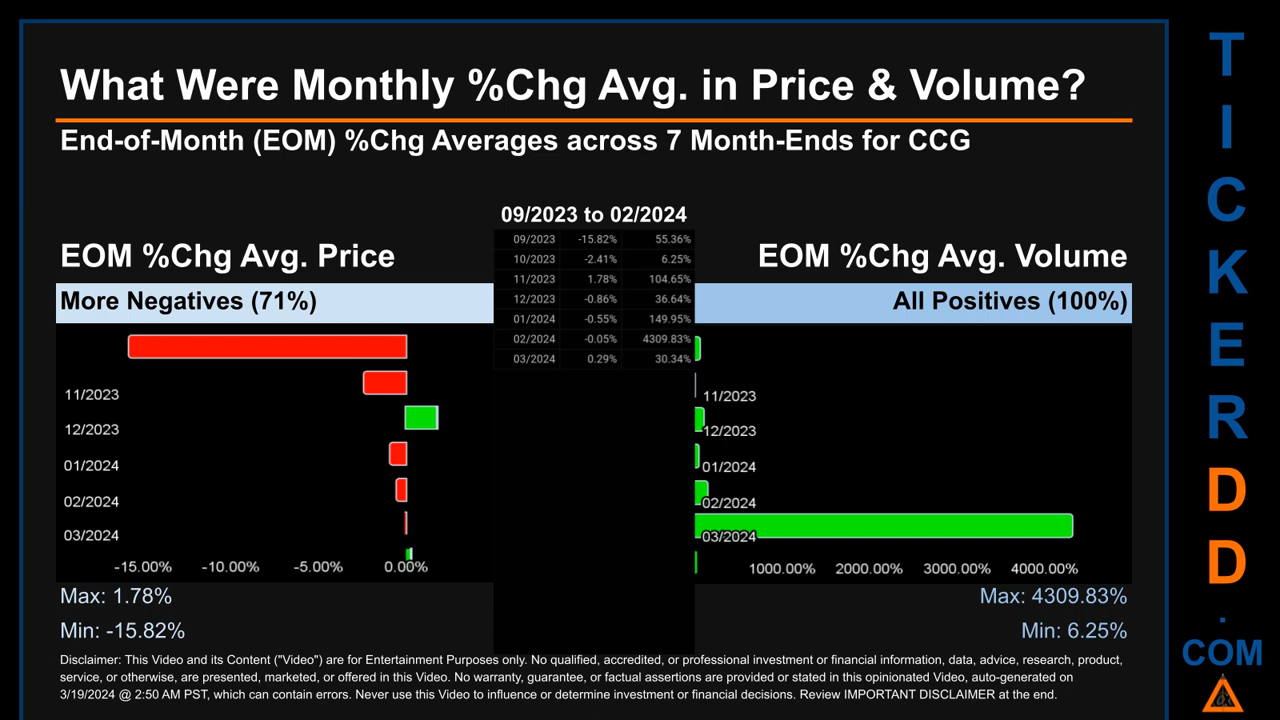 What Were Monthly %Chg Avg. in Price & Volume?
End-of-Month (EOM) %Chg Averages across 7 Month-Ends for CCG
09/2023 to 02/2024
09/2023 -15.82% 55.36%
10/2023 -2.41% 6.25%
11/2023 1.78% 104.65%
12/2023 -0.86% 36.64%
01/2024 -0.55% 149.95%
02/2024 -0.05% 4309.83%
03/2024 0.29% 30.34%
EOM %Chg Avg. Price
More Negatives (71%)
11/2023
12/2023
01/2024
02/2024
03/2024
-15.00% -10.00% -5.00% 0.00%
Max: 1.78%
Min: -15.82%
EOM %Chg Avg. Volume
All Positives (100%)
11/2023
12/2023
01/2024
02/2024
03/2024
1000.00% 2000.00% 3000.00% 4000.00%
Max: 4309.83%
Min: 6.25%
Disclaimer: This Video and its Content ("Video") are for Entertainment Purposes only. No qualified, accredited, or professional investment or financial information, data, advice, research, product,
service, or otherwise, are presented, marketed, or offered in this Video. No warranty, guarantee, or factual assertions are provided or stated in this opinionated Video, auto-generated on
3/19/2024 @ 2:50 AM PST, which can contain errors. Never use this Video to influence or determine investment or financial decisions. Review IMPORTANT DISCLAIMER at the end.
TICKERDD
.
COM